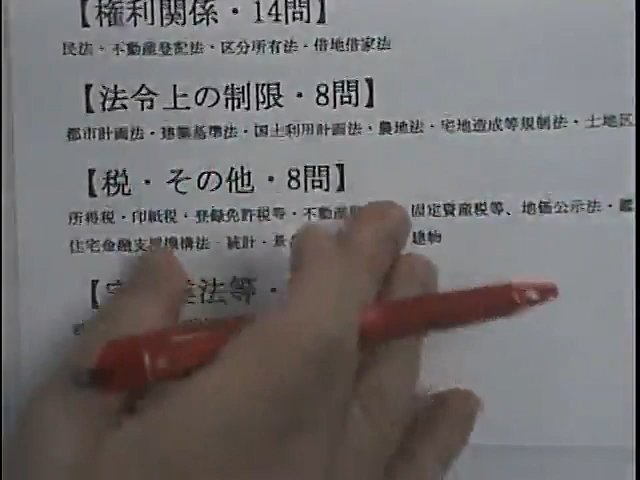 【権利関係・14問】
民法・不動産登記法・区分所有法・借地借家法
【法令上の制限・8問】
都市計画法・建築基準法・国土利用計画法、農地法・宅地造成等規制法・土地区
【税・その他・8問】
所得税・印紙税・登録免許税等・不動産 固定資産税等、地価公示法・
住宅金融支援機構法・統計・ 建物
【 法等・